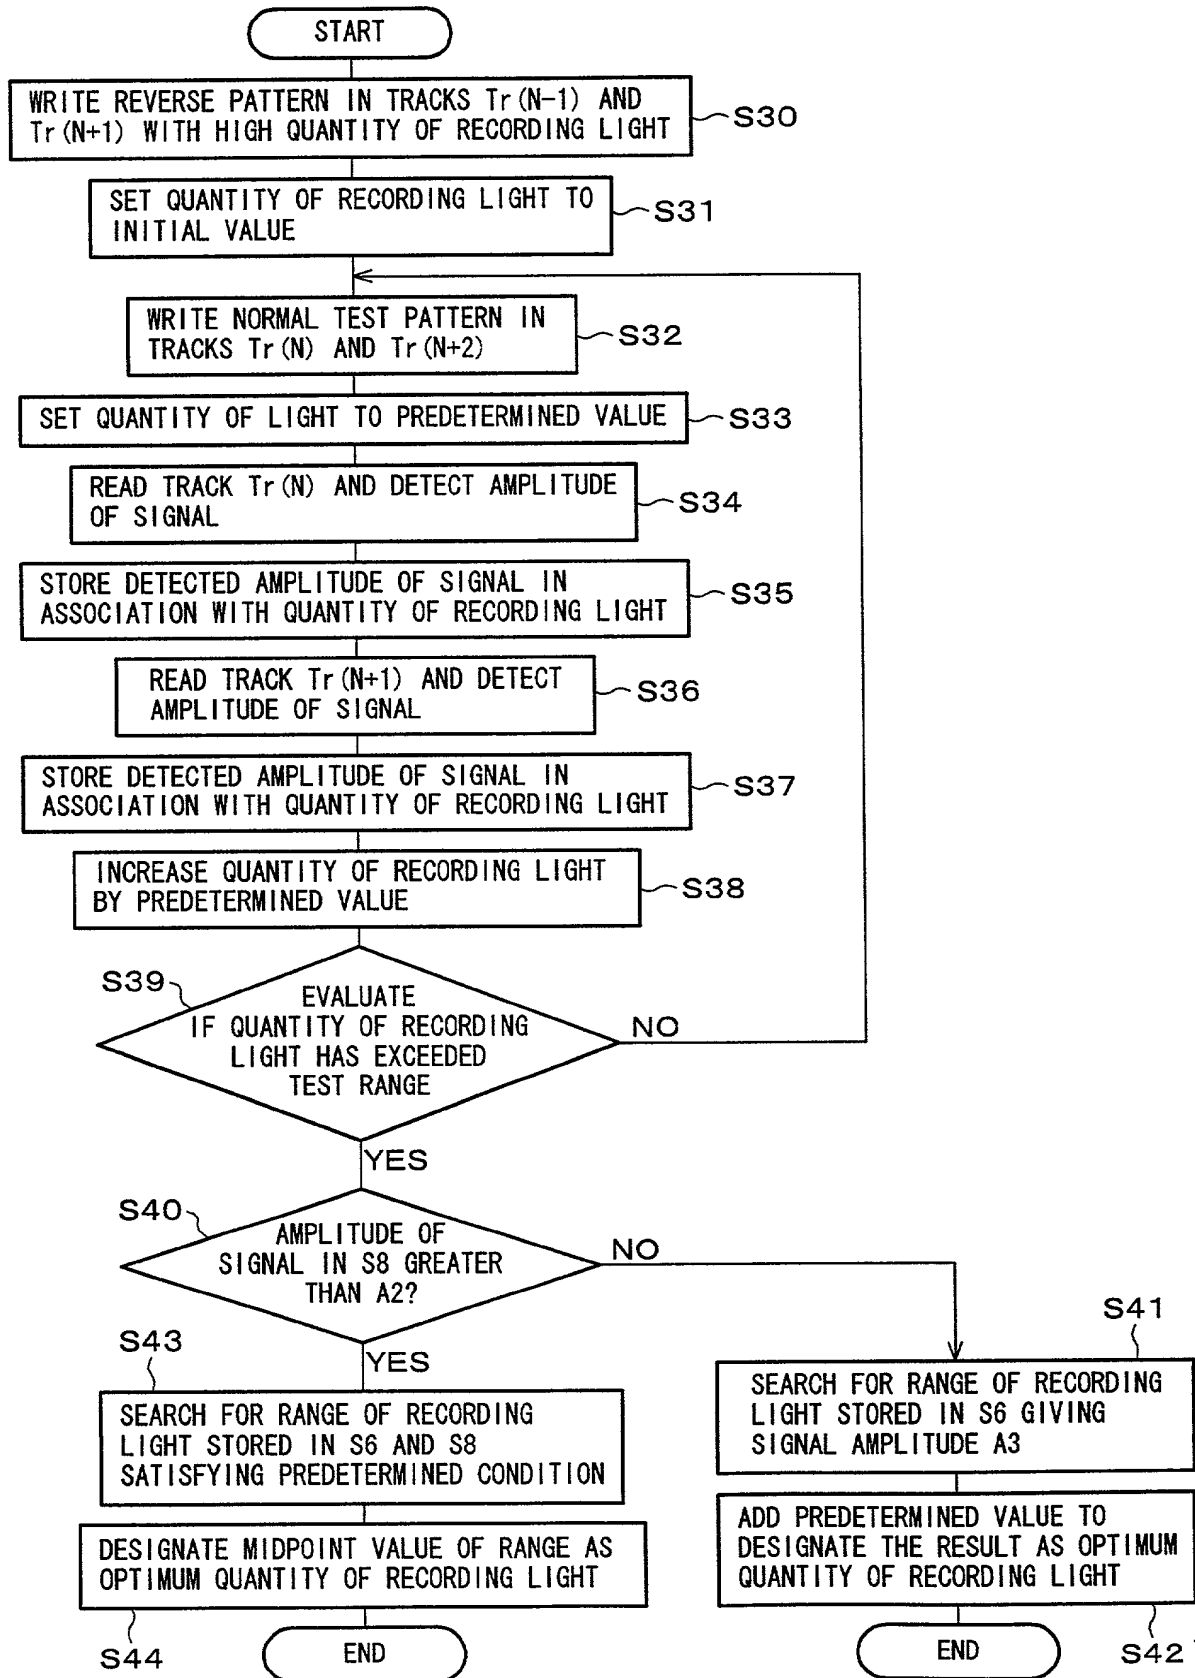 START
WRITE REVERSE PATTERN IN TRACKS Tr(N-1) AND
Tr(N+1) WITH HIGH QUANTITY OF RECORDING LIGHT
S30
SET QUANTITY OF RECORDING LIGHT TO
INITIAL VALUE
S31
WRITE NORMAL TEST PATTERN IN
TRACKS Tr(N) AND Tr(N+2)
S32
SET QUANTITY OF LIGHT TO PREDETERMINED VALUE
S33
READ TRACK Tr(N) AND DETECT AMPLITUDE
OF SIGNAL
S34
STORE DETECTED AMPLITUDE OF SIGNAL IN
ASSOCIATION WITH QUANTITY OF RECORDING LIGHT
S35
READ TRACK Tr(N+1) AND DETECT
AMPLITUDE OF SIGNAL
S36
STORE DETECTED AMPLITUDE OF SIGNAL IN
ASSOCIATION WITH QUANTITY OF RECORDING LIGHT
S37
INCREASE QUANTITY OF RECORDING LIGHT
BY PREDETERMINED VALUE
S38
S39
EVALUATE
IF QUANTITY OF RECORDING
LIGHT HAS EXCEEDED
TEST RANGE
NO
YES
S40
AMPLITUDE OF
SIGNAL IN S8 GREATER
THAN A2?
NO
YES
S43
SEARCH FOR RANGE OF RECORDING
LIGHT STORED IN S6 AND S8
SATISFYING PREDETERMINED CONDITION
DESIGNATE MIDPOINT VALUE OF RANGE AS
OPTIMUM QUANTITY OF RECORDING LIGHT
S44
END
S41
SEARCH FOR RANGE OF RECORDING
LIGHT STORED IN S6 GIVING
SIGNAL AMPLITUDE A3
ADD PREDETERMINED VALUE TO
DESIGNATE THE RESULT AS OPTIMUM
QUANTITY OF RECORDING LIGHT
S42
END